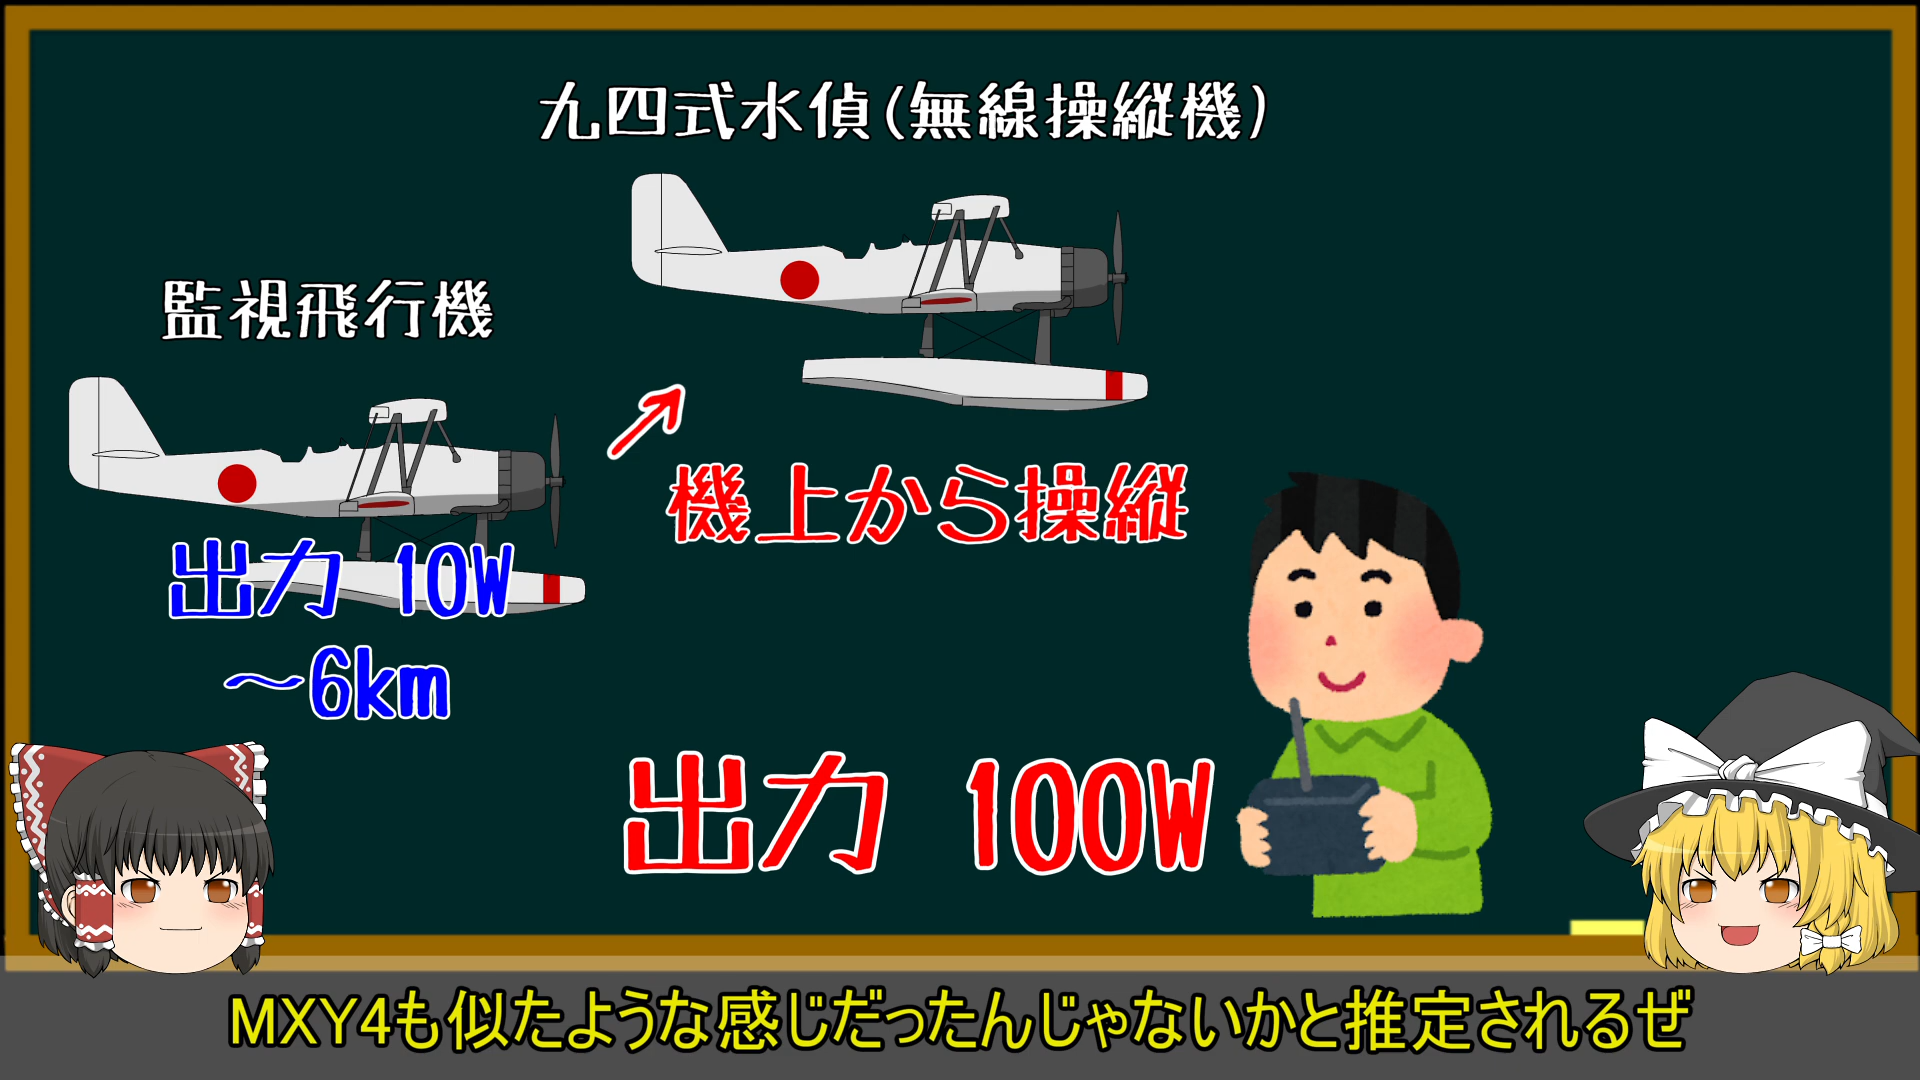 九四式水偵(無線操縦機)
監視飛行機
機上から操縦
出力 10W
～6km
出力 100W
MXY4も似たような感じだったんじゃないかと推定されるぜ